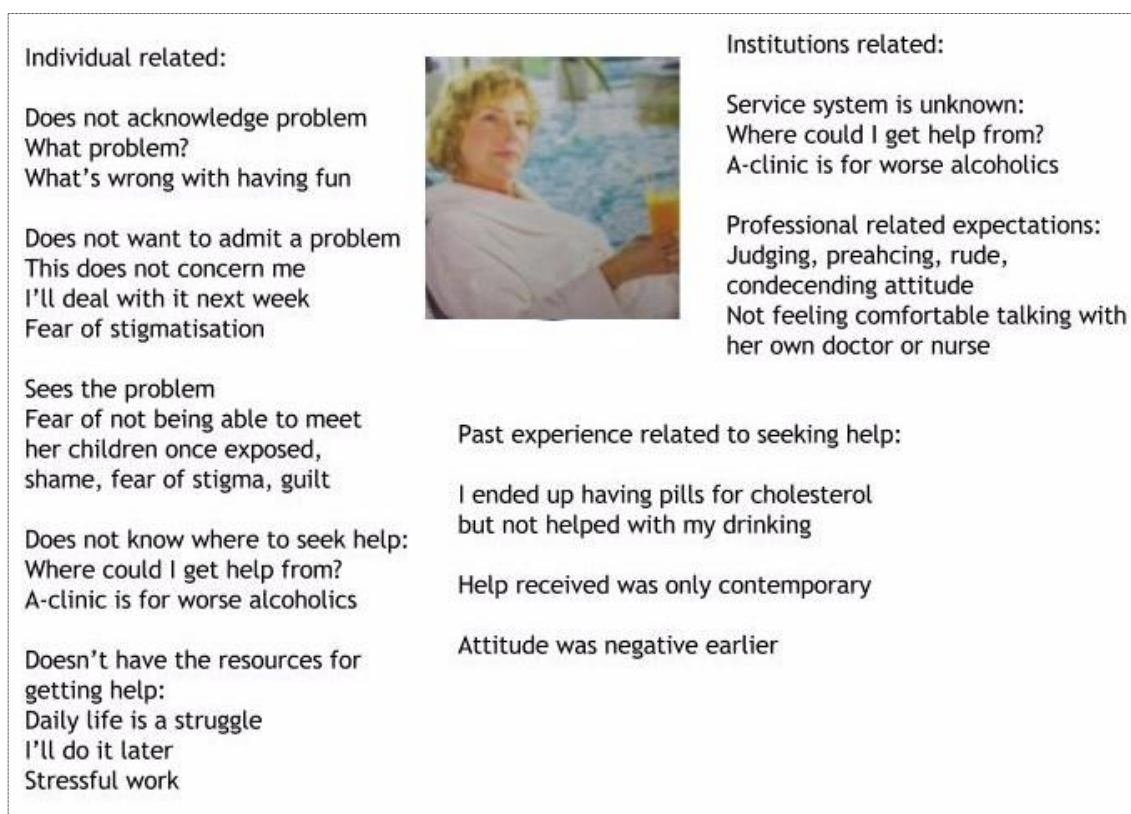 Individual related:
Does not acknowledge problem
What problem?
What's wrong with having fun
Does not want to admit a problem
This does not concern me
I'll deal with it next week
Fear of stigmatisation
Sees the problem
Fear of not being able to meet
her children once exposed,
shame, fear of stigma, guilt
Does not know where to seek help:
Where could I get help from?
A-clinic is for worse alcoholics
Doesn't have the resources for
getting help:
Daily life is a struggle
I'll do it later
Stressful work
Institutions related:
Service system is unknown:
Where could I get help from?
A-clinic is for worse alcoholics
Professional related expectations:
Judging, preahcing, rude,
condecending attitude
Not feeling comfortable talking with
her own doctor or nurse
Past experience related to seeking help:
I ended up having pills for cholesterol
but not helped with my drinking
Help received was only contemporary
Attitude was negative earlier